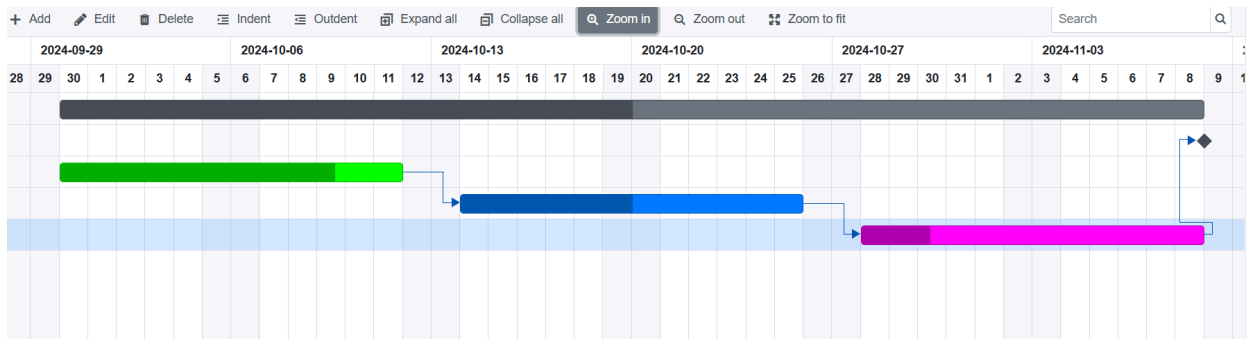 Add Edit Delete Indent Outdent Expand all Collapse all Zoom in Zoom out Zoom to fit Search
2024-09-29 2024-10-06 2024-10-13 2024-10-20 2024-10-27 2024-11-03
28 29 30 1 2 3 4 5 6 7 8 9 10 11 12 13 14 15 16 17 18 19 20 21 22 23 24 25 26 27 28 29 30 31 1 2 3 4 5 6 7 8 9